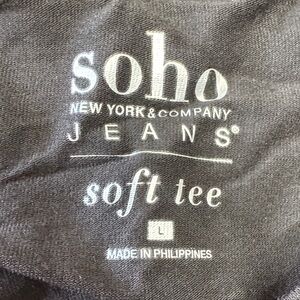 soho
NEW YORK & COMPANY
JEANS®
soft tee
L
MADE IN PHILIPPINES